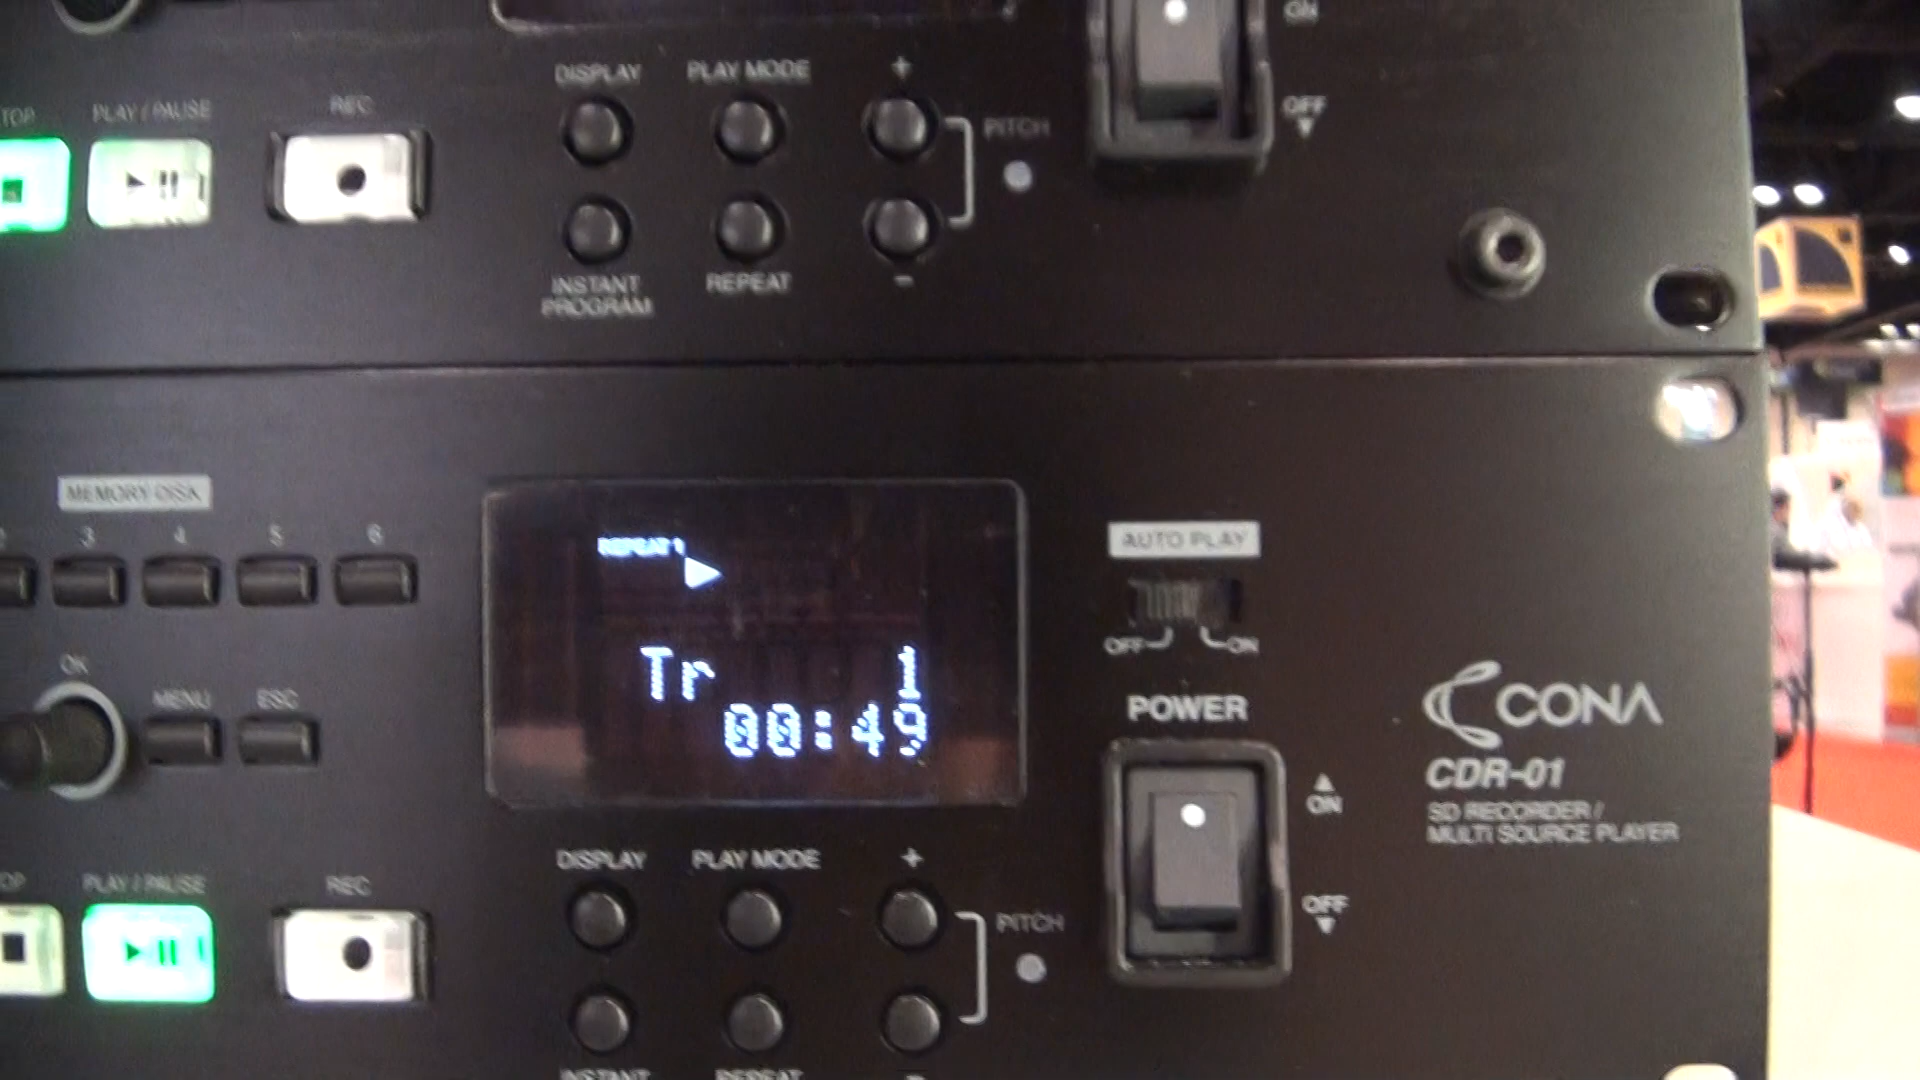 ON
DISPLAY PLAY MODE +
PLAY / PAUSE REC
PITCH
OFF
INSTANT
PROGRAM
REPEAT
−
MEMORY DISK
3 4 5 6
REPEAT 1
AUTO PLAY
OFF ON
Tr 1
00:49
OK MENU ESC
POWER
CONA
CDR-01
SD RECORDER /
MULTI SOURCE PLAYER
ON
DISPLAY PLAY MODE +
PLAY / PAUSE REC
OFF
PITCH
INSTANT REPEAT −